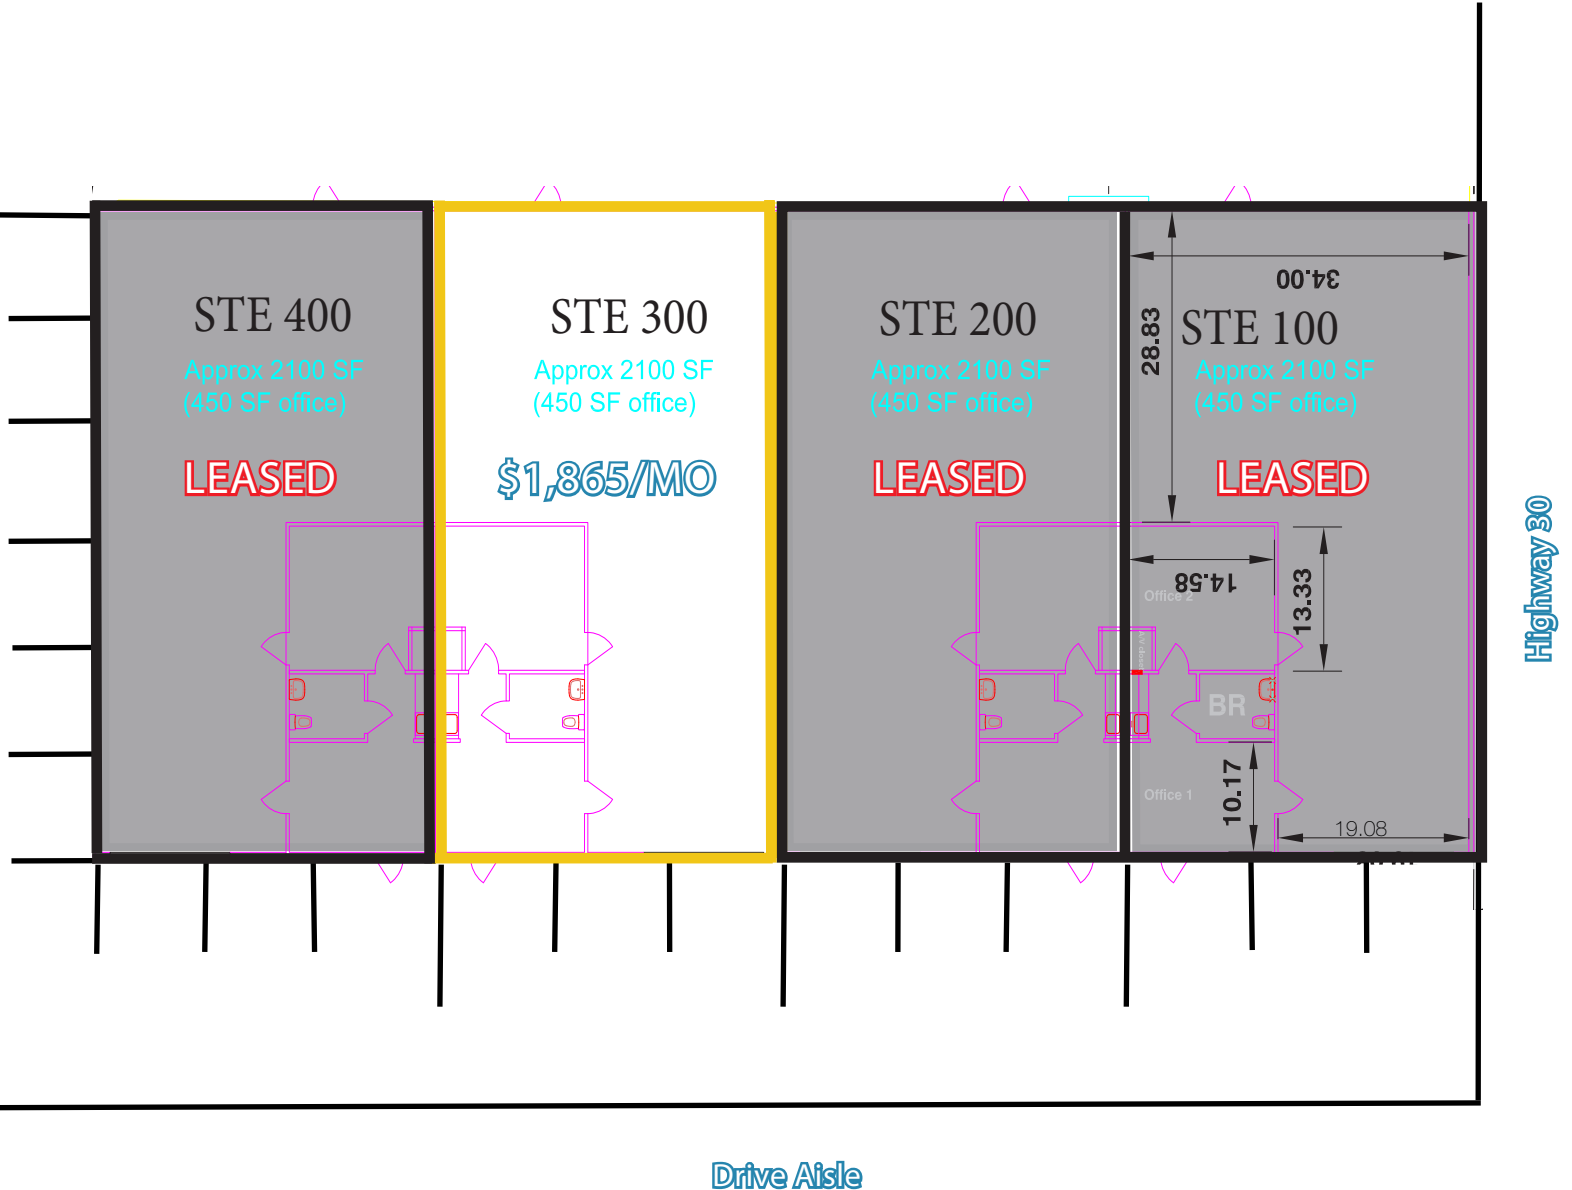 STE 400
Approx 2100 SF
(450 SF office)
LEASED
STE 300
Approx 2100 SF
(450 SF office)
$1,865/MO
STE 200
Approx 2100 SF
(450 SF office)
LEASED
34.00
28.83
STE 100
Approx 2100 SF
(450 SF office)
LEASED
14.58
Office 2
13.33
BR
10.17
Office 1
19.08
Highway 30
Drive Aisle